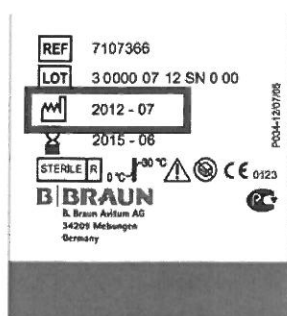 REF 7107366
LOT 3 0000 07 12 SN 0 00
2012 - 07
2015 - 06
STERILE R 0 °C 30 °C CE 0123
B|BRAUN
B. Braun Avitum AG
34209 Melsungen
Germany
P034-12/07/05